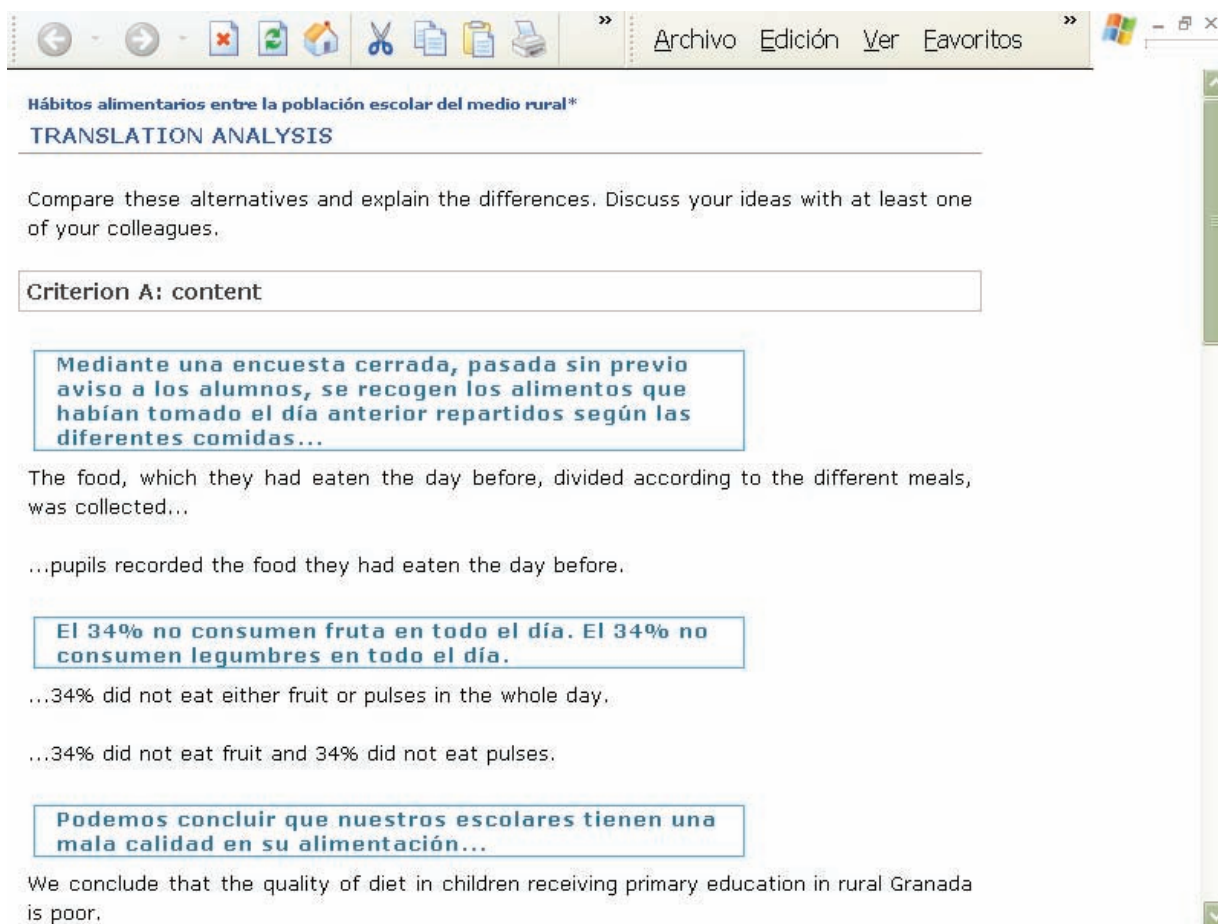 » Archivo Edición Ver Favoritos »
Hábitos alimentarios entre la población escolar del medio rural*
TRANSLATION ANALYSIS
Compare these alternatives and explain the differences. Discuss your ideas with at least one
of your colleagues.
Criterion A: content
Mediante una encuesta cerrada, pasada sin previo
aviso a los alumnos, se recogen los alimentos que
habían tomado el día anterior repartidos según las
diferentes comidas...
The food, which they had eaten the day before, divided according to the different meals,
was collected...
...pupils recorded the food they had eaten the day before.
El 34% no consumen fruta en todo el día. El 34% no
consumen legumbres en todo el día.
...34% did not eat either fruit or pulses in the whole day.
...34% did not eat fruit and 34% did not eat pulses.
Podemos concluir que nuestros escolares tienen una
mala calidad en su alimentación...
We conclude that the quality of diet in children receiving primary education in rural Granada
is poor.